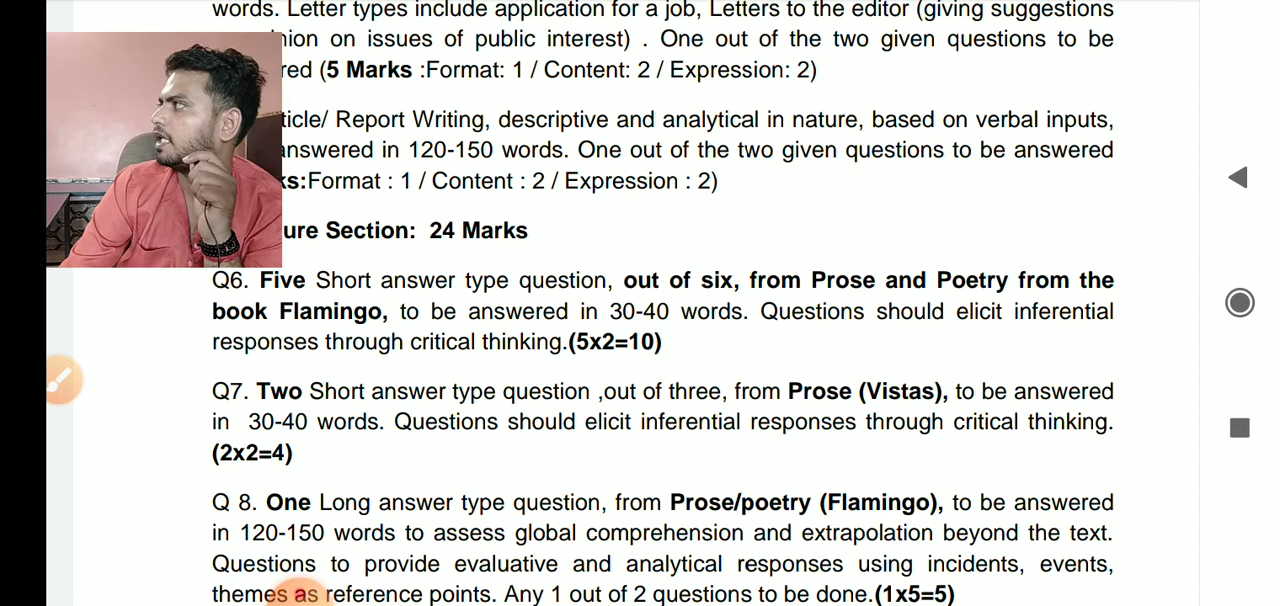 words. Letter types include application for a job, Letters to the editor (giving suggestions
on issues of public interest) . One out of the two given questions to be
(5 Marks :Format: 1 / Content: 2 / Expression: 2)
Report Writing, descriptive and analytical in nature, based on verbal inputs,
answered in 120-150 words. One out of the two given questions to be answered
:Format : 1 / Content : 2 / Expression : 2)
Section: 24 Marks
Q6. Five Short answer type question, out of six, from Prose and Poetry from the
book Flamingo, to be answered in 30-40 words. Questions should elicit inferential
responses through critical thinking.(5x2=10)
Q7. Two Short answer type question ,out of three, from Prose (Vistas), to be answered
in 30-40 words. Questions should elicit inferential responses through critical thinking.
(2x2=4)
Q 8. One Long answer type question, from Prose/poetry (Flamingo), to be answered
in 120-150 words to assess global comprehension and extrapolation beyond the text.
Questions to provide evaluative and analytical responses using incidents, events,
themes as reference points. Any 1 out of 2 questions to be done.(1x5=5)